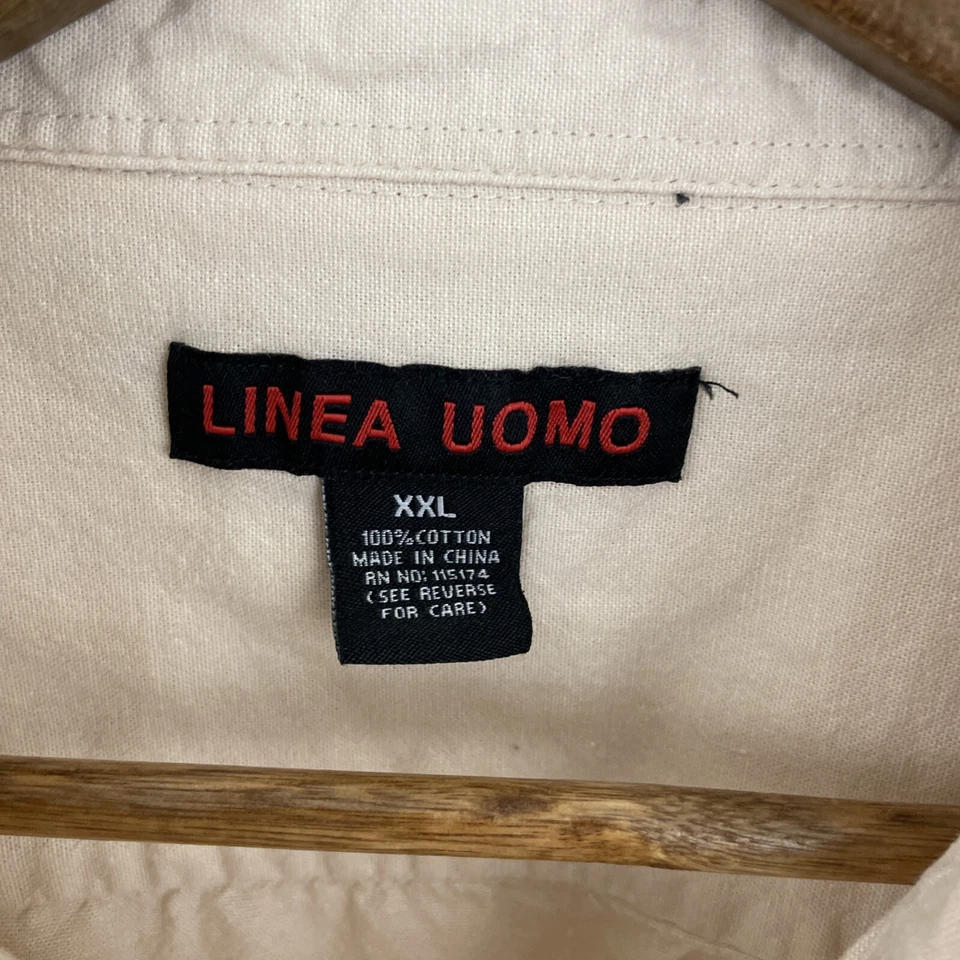 LINEA UOMO
XXL
100%COTTON
MADE IN CHINA
RN NO: 115174
(SEE REVERSE
FOR CARE)